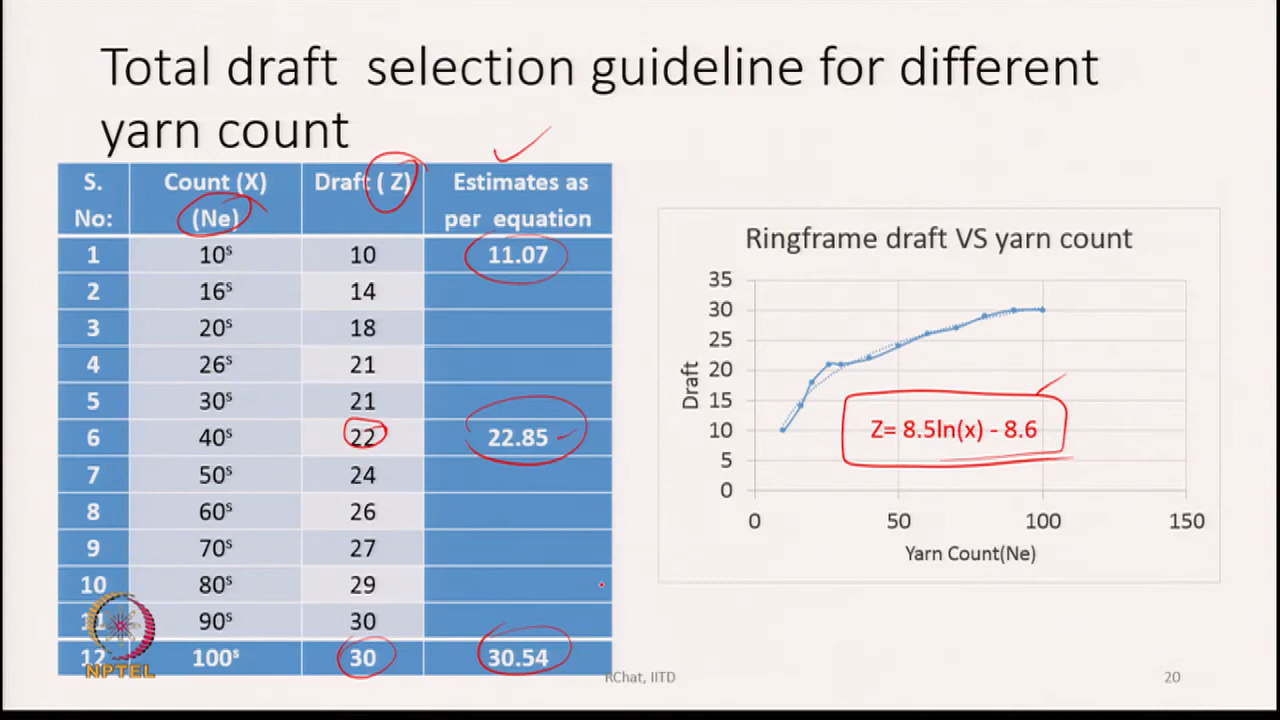 Total draft selection guideline for different
yarn count
S. No: Count (X) (Ne) Draft ( Z) Estimates as per equation
1 10s 10 11.07
2 16s 14
3 20s 18
4 26s 21
5 30s 21
6 40s 22 22.85
7 50s 24
8 60s 26
9 70s 27
10 80s 29
11 90s 30
12 100s 30 30.54
Ringframe draft VS yarn count
35
30
25
20
15
10
5
0
Draft
Z= 8.5ln(x) - 8.6
0 50 100 150
Yarn Count(Ne)
NPTEL
RChat, IITD
20